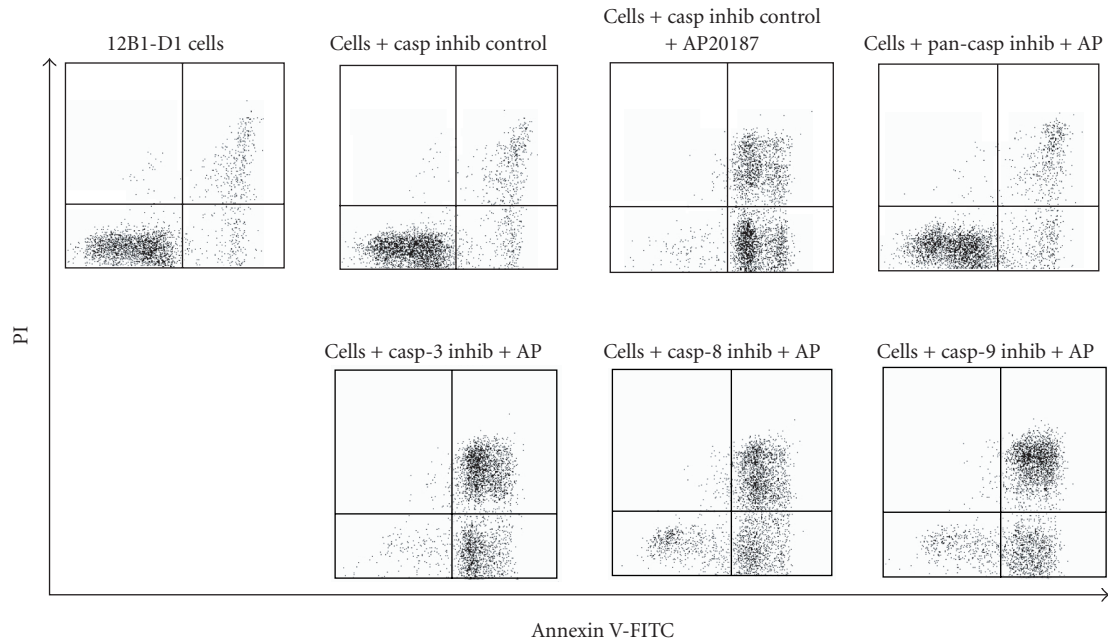 12B1-D1 cells
Cells + casp inhib control
Cells + casp inhib control
+ AP20187
Cells + pan-casp inhib + AP
PI
Cells + casp-3 inhib + AP
Cells + casp-8 inhib + AP
Cells + casp-9 inhib + AP
Annexin V-FITC